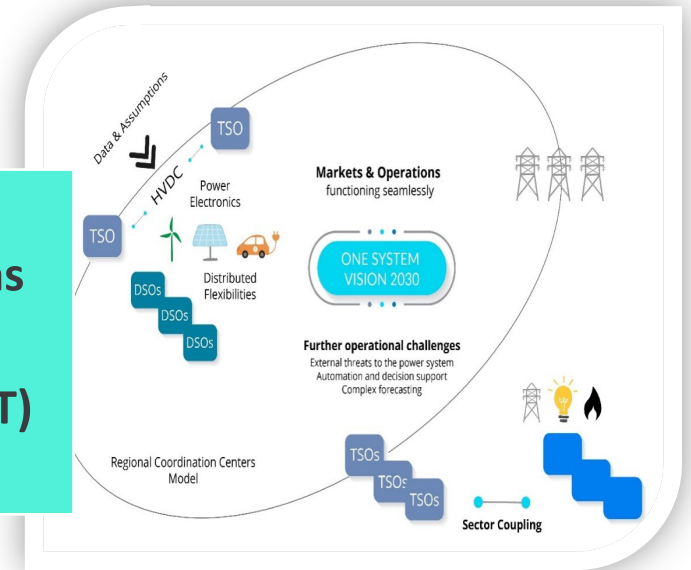 Data & Assumptions
TSO
HVDC
Power
Electronics
TSO
Distributed
Flexibilities
DSOs
DSOs
DSOs
Markets & Operations
functioning seamlessly
ONE SYSTEM
VISION 2030
Further operational challenges
External threats to the power system
Automation and decision support
Complex forecasting
Regional Coordination Centers
Model
TSOs
TSOs
TSOs
Sector Coupling